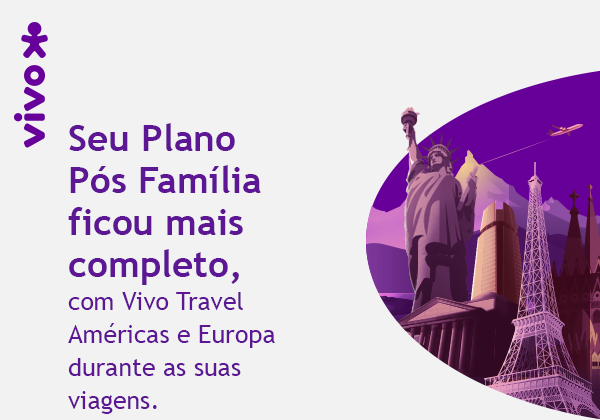 vivo
Seu Plano
Pós Família
ficou mais
completo,
com Vivo Travel
Américas e Europa
durante as suas
viagens.